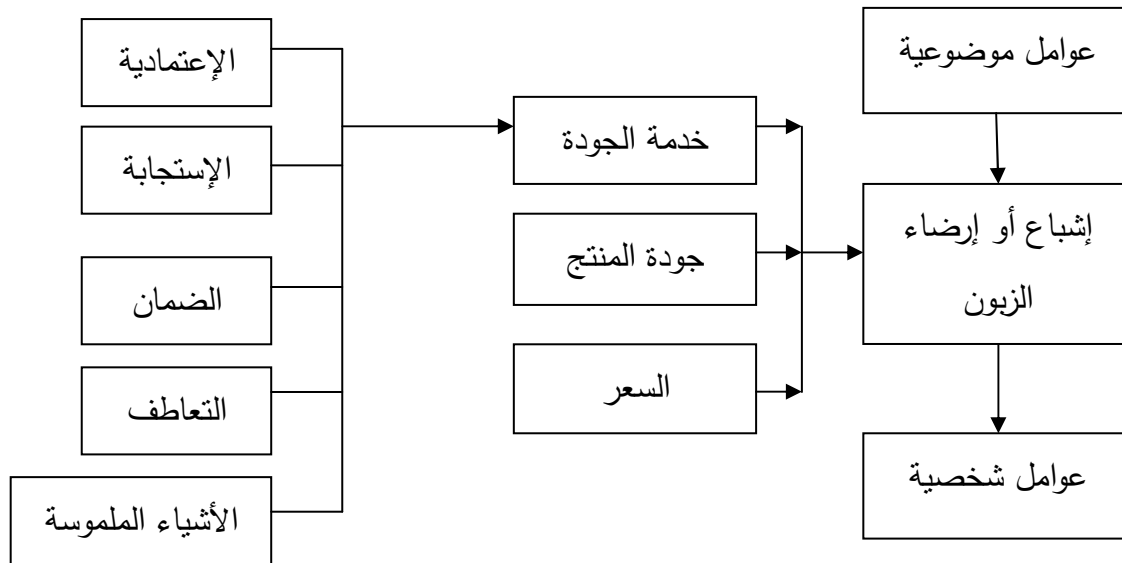 الإعتمادية
الإستجابة
الضمان
التعاطف
الأشياء الملموسة
خدمة الجودة
جودة المنتج
السعر
عوامل موضوعية
إشباع أو إرضاء
الزبون
عوامل شخصية